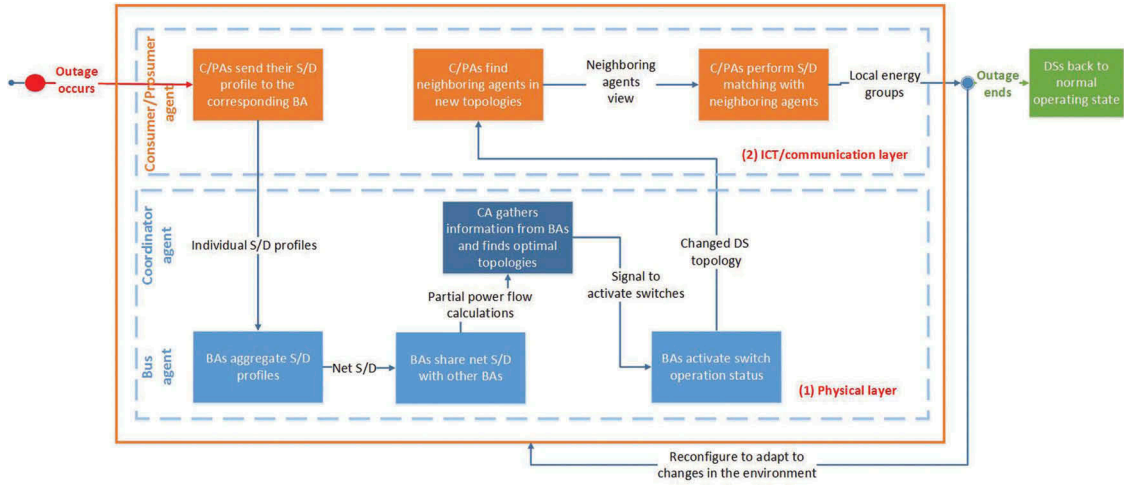 Outage
occurs
Consumer/Prosumer
agent
C/PAs send their S/D
profile to the
corresponding BA
C/PAs find
neighboring agents in
new topologies
Neighboring
agents
view
C/PAs perform S/D
matching with
neighboring agents
Local energy
groups
Outage
ends
DSs back to
normal
operating state
(2) ICT/communication layer
Coordinator
agent
CA gathers
information from BAs
and finds optimal
topologies
Individual S/D profiles
Changed DS
topology
Signal to
activate switches
Partial power flow
calculations
Bus
agent
BAs aggregate S/D
profiles
Net S/D
BAs share net S/D
with other BAs
BAs activate switch
operation status
(1) Physical layer
Reconfigure to adapt to
changes in the environment